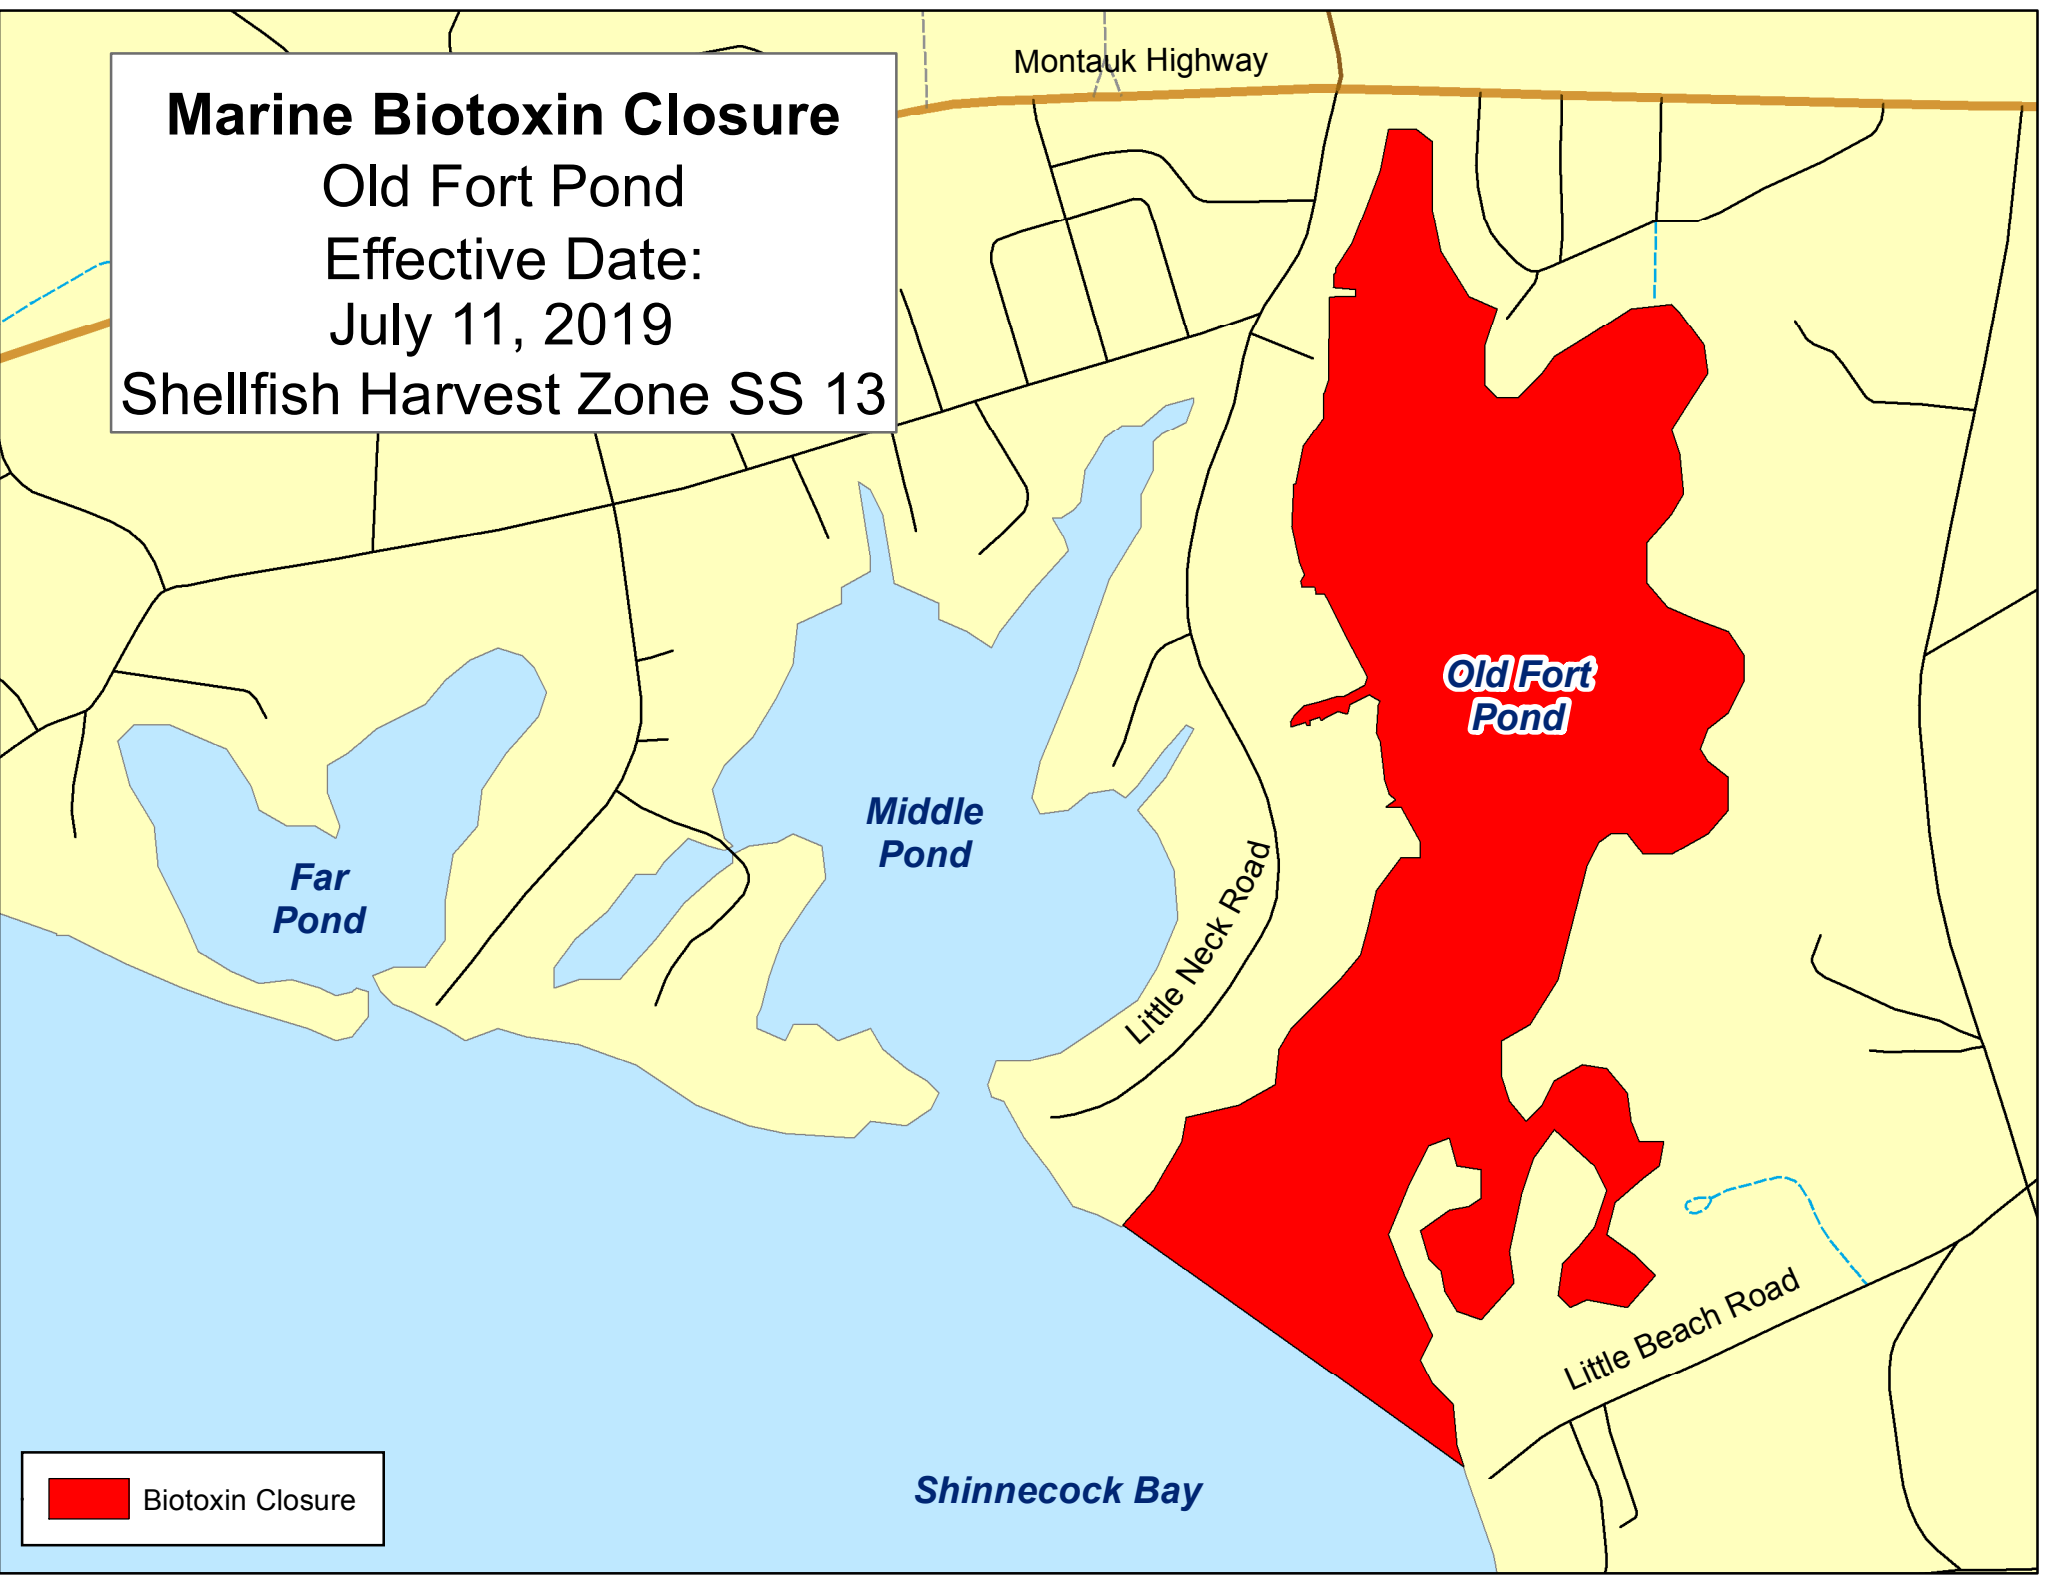 Montauk Highway
Marine Biotoxin Closure
Old Fort Pond
Effective Date:
July 11, 2019
Shellfish Harvest Zone SS 13
Old Fort
Pond
Middle
Pond
Far
Pond
Little Neck Road
Little Beach Road
Shinnecock Bay
Biotoxin Closure